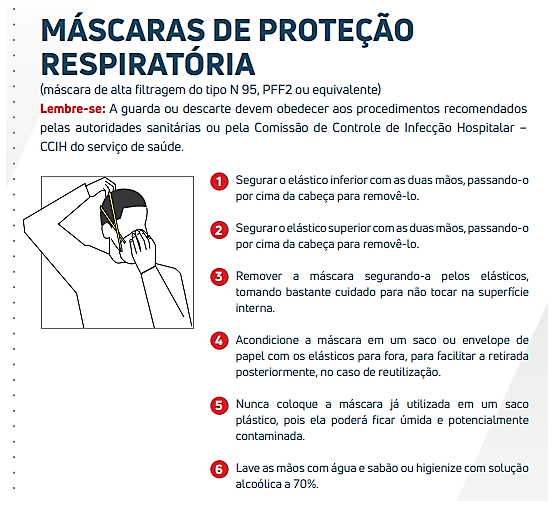 MÁSCARAS DE PROTEÇÃO
RESPIRATÓRIA
(máscara de alta filtragem do tipo N 95, PFF2 ou equivalente)
Lembre-se: A guarda ou descarte devem obedecer aos procedimentos recomendados
pelas autoridades sanitárias ou pela Comissão de Controle de Infecção Hospitalar –
CCIH do serviço de saúde.
1 Segurar o elástico inferior com as duas mãos, passando-o
por cima da cabeça para removê-lo.
2 Segurar o elástico superior com as duas mãos, passando-o
por cima da cabeça para removê-lo.
3 Remover a máscara segurando-a pelos elásticos,
tomando bastante cuidado para não tocar na superfície
interna.
4 Acondicione a máscara em um saco ou envelope de
papel com os elásticos para fora, para facilitar a retirada
posteriormente, no caso de reutilização.
5 Nunca coloque a máscara já utilizada em um saco
plástico, pois ela poderá ficar úmida e potencialmente
contaminada.
6 Lave as mãos com água e sabão ou higienize com solução
alcoólica a 70%.